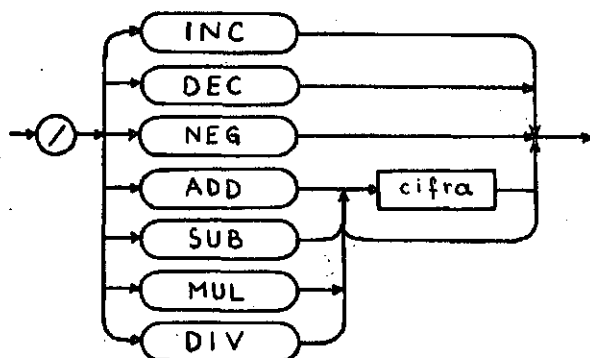 INC
DEC
/
NEG
ADD
cifra
SUB
MUL
DIV